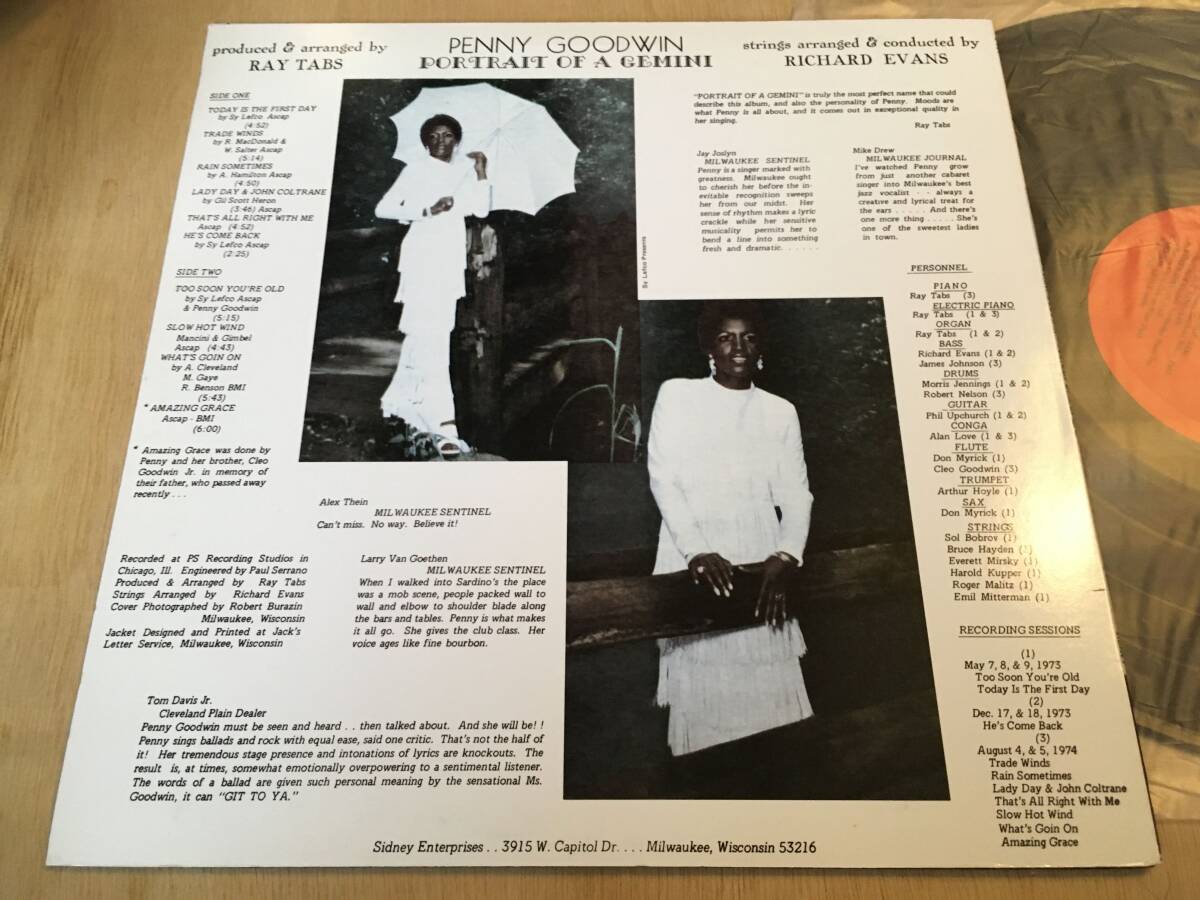 produced & arranged by
RAY TABS
PENNY GOODWIN
PORTRAIT OF A GEMINI
strings arranged & conducted by
RICHARD EVANS
SIDE ONE
TODAY IS THE FIRST DAY
by Sy Lefco Ascap
(4:52)
TRADE WINDS
by R. MacDonald &
W. Salter Ascap
(5:14)
RAIN SOMETIMES
by A. Hamilton Ascap
(4:50)
LADY DAY & JOHN COLTRANE
by Gil Scott Heron
(3:46) Ascap
THAT'S ALL RIGHT WITH ME
Ascap (4:52)
HE'S COME BACK
by Sy Lefco Ascap
(2:25)
SIDE TWO
TOO SOON YOU'RE OLD
by Sy Lefco Ascap
& Penny Goodwin
(5:15)
SLOW HOT WIND
Mancini & Gimbel
Ascap (4:43)
WHAT'S GOIN ON
by A. Cleveland
M. Gaye
R. Benson BMI
(5:43)
* AMAZING GRACE
Ascap - BMI
(6:00)
* Amazing Grace was done by
Penny and her brother, Cleo
Goodwin Jr. in memory of
their father, who passed away
recently . . .
Sy Lefco Presents
"PORTRAIT OF A GEMINI" is truly the most perfect name that could
describe this album, and also the personality of Penny. Moods are
what Penny is all about, and it comes out in exceptional quality in
her singing.
Ray Tabs
Jay Joslyn
MILWAUKEE SENTINEL
Penny is a singer marked with
greatness. Milwaukee ought
to cherish her before the in-
evitable recognition sweeps
her from our midst. Her
sense of rhythm makes a lyric
crackle while her sensitive
musicality permits her to
bend a line into something
fresh and dramatic. . . . . . .
Mike Drew
MILWAUKEE JOURNAL
I've watched Penny grow
from just another cabaret
singer into Milwaukee's best
jazz vocalist - - always a
creative and lyrical treat for
the ears . . . . . And there's
one more thing . . . . . She's
one of the sweetest ladies
in town.
PERSONNEL
PIANO
Ray Tabs (3)
ELECTRIC PIANO
Ray Tabs (1 & 3)
ORGAN
Ray Tabs (1 & 2)
BASS
Richard Evans (1 & 2)
James Johnson (3)
DRUMS
Morris Jennings (1 & 2)
Robert Nelson (3)
GUITAR
Phil Upchurch (1 & 2)
CONGA
Alan Love (1 & 3)
FLUTE
Don Myrick (1)
Cleo Goodwin (3)
TRUMPET
Arthur Hoyle (1)
SAX
Don Myrick (1)
STRINGS
Sol Bobrov (1)
Bruce Hayden
Everett Mirsky (1)
Harold Kupper (1)
Roger Malitz (1)
Emil Mitterman (1)
RECORDING SESSIONS
(1)
May 7, 8, & 9, 1973
Too Soon You're Old
Today Is The First Day
(2)
Dec. 17, & 18, 1973
He's Come Back
(3)
August 4, & 5, 1974
Trade Winds
Rain Sometimes
Lady Day & John Coltrane
That's All Right With Me
Slow Hot Wind
What's Goin On
Amazing Grace
Alex Thein
MILWAUKEE SENTINEL
Can't miss. No way. Believe it!
Recorded at PS Recording Studios in
Chicago, Ill. Engineered by Paul Serrano
Produced & Arranged by Ray Tabs
Strings Arranged by Richard Evans
Cover Photographed by Robert Burazin
Milwaukee, Wisconsin
Jacket Designed and Printed at Jack's
Letter Service, Milwaukee, Wisconsin
Larry Van Goethen
MILWAUKEE SENTINEL
When I walked into Sardino's the place
was a mob scene, people packed wall to
wall and elbow to shoulder blade along
the bars and tables. Penny is what makes
it all go. She gives the club class. Her
voice ages like fine bourbon.
Tom Davis Jr.
Cleveland Plain Dealer
Penny Goodwin must be seen and heard . . then talked about. And she will be! !
Penny sings ballads and rock with equal ease, said one critic. That's not the half of
it! Her tremendous stage presence and intonations of lyrics are knockouts. The
result is, at times, somewhat emotionally overpowering to a sentimental listener.
The words of a ballad are given such personal meaning by the sensational Ms.
Goodwin, it can "GIT TO YA."
Sidney Enterprises . . 3915 W. Capitol Dr. . . . Milwaukee, Wisconsin 53216